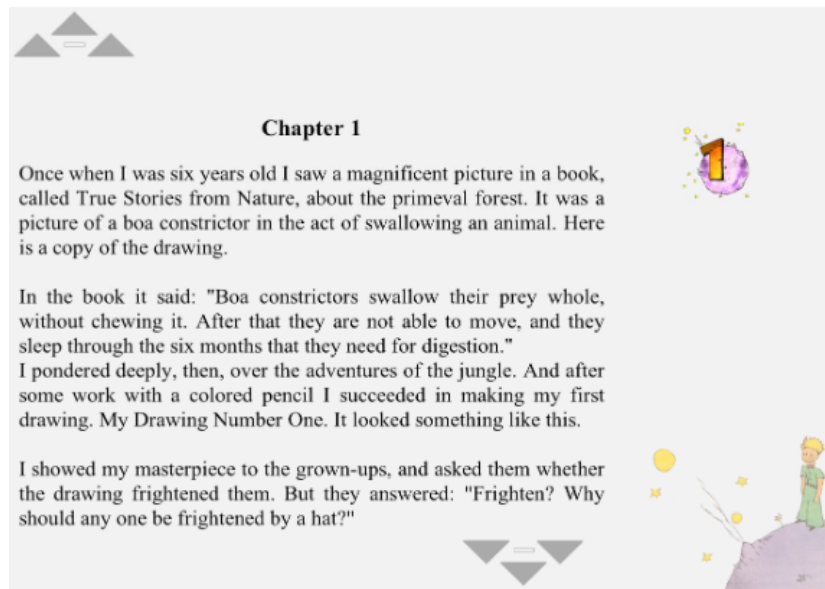 Chapter 1
1
Once when I was six years old I saw a magnificent picture in a book,
called True Stories from Nature, about the primeval forest. It was a
picture of a boa constrictor in the act of swallowing an animal. Here
is a copy of the drawing.
In the book it said: "Boa constrictors swallow their prey whole,
without chewing it. After that they are not able to move, and they
sleep through the six months that they need for digestion."
I pondered deeply, then, over the adventures of the jungle. And after
some work with a colored pencil I succeeded in making my first
drawing. My Drawing Number One. It looked something like this.
I showed my masterpiece to the grown-ups, and asked them whether
the drawing frightened them. But they answered: "Frighten? Why
should any one be frightened by a hat?"